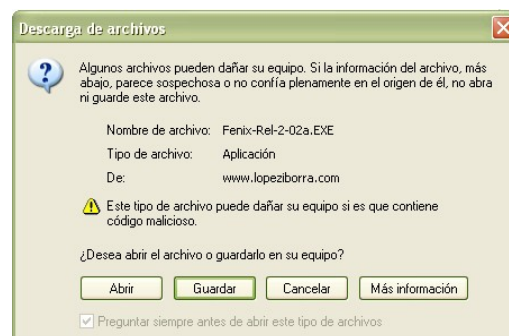 Descarga de archivos
Algunos archivos pueden dañar su equipo. Si la información del archivo, más
abajo, parece sospechosa o no confía plenamente en el origen de él, no abra
ni guarde este archivo.
Nombre de archivo: Fenix-Rel-2-02a.EXE
Tipo de archivo: Aplicación
De: www.lopeziborra.com
Este tipo de archivo puede dañar su equipo si es que contiene
código malicioso.
¿Desea abrir el archivo o guardarlo en su equipo?
Abrir Guardar Cancelar Más información
Preguntar siempre antes de abrir este tipo de archivos